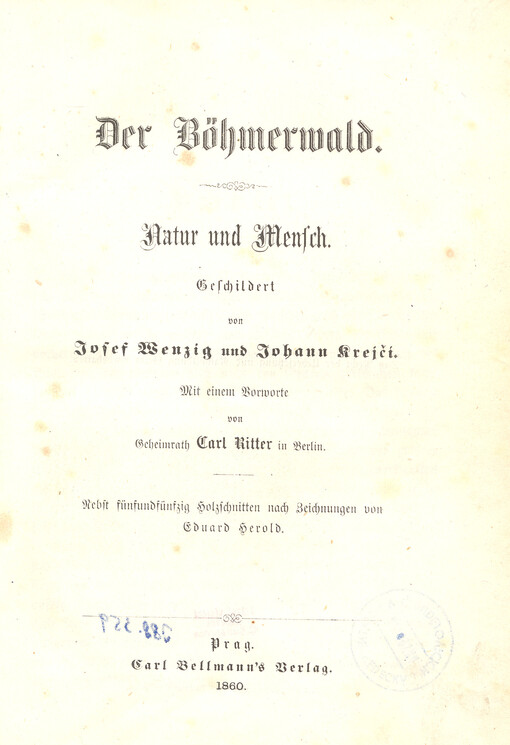 Der Böhmerwald.
Natur und Menſch.
Geſchildert
von
Joſef Wenzig und Johann Krejčí.
Mit einem Vorworte
von
Geheimrath Carl Ritter in Berlin.
Nebſt fünfundfünfzig Holzſchnitten nach Zeichnungen von
Eduard Herold.
Prag.
Carl Bellmann's Verlag.
1860.